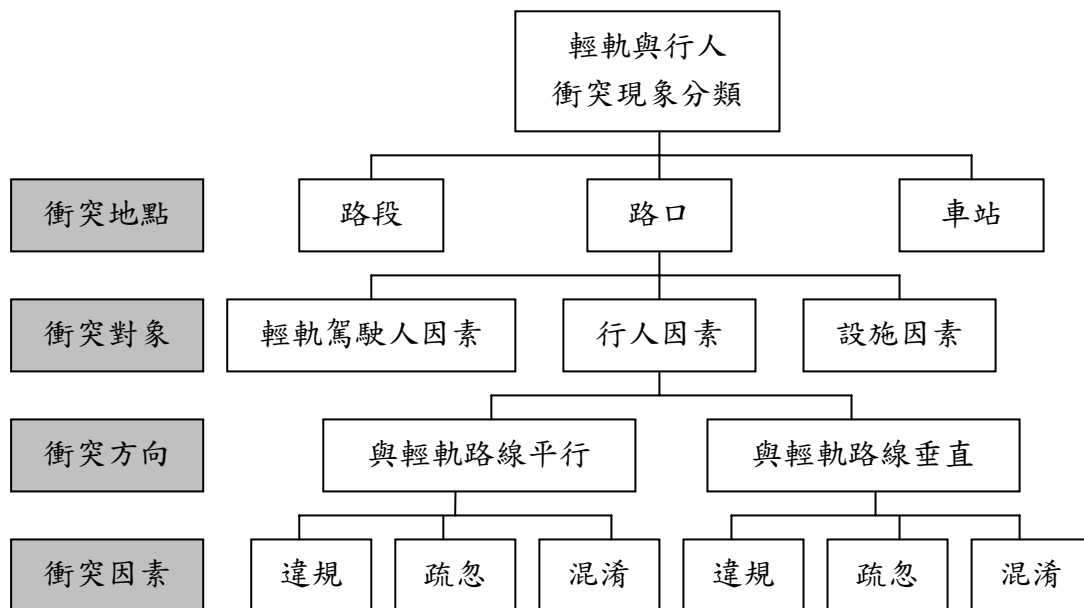 輕軌與行人
衝突現象分類
衝突地點
路段
路口
車站
衝突對象
輕軌駕駛人因素
行人因素
設施因素
衝突方向
與輕軌路線平行
與輕軌路線垂直
衝突因素
違規
疏忽
混淆
違規
疏忽
混淆